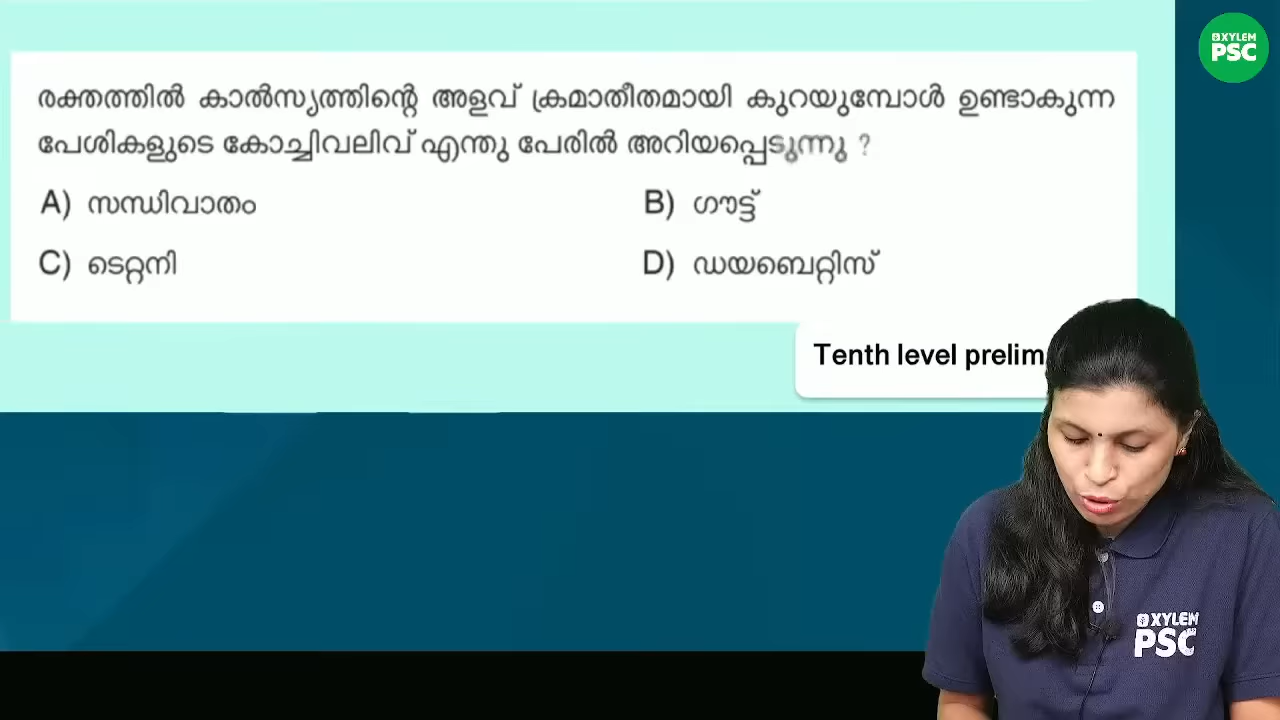 XYLEM
PSC
രക്തത്തിൽ കാൽസ്യത്തിന്റെ അളവ് ക്രമാതീതമായി കുറയുമ്പോൾ ഉണ്ടാകുന്ന
പേശികളുടെ കോച്ചിവലിവ് എന്തു പേരിൽ അറിയപ്പെടുന്നു ?
A) സന്ധിവാതം
B) ഗൗട്ട്
C) ടെറ്റനി
D) ഡയബെറ്റിസ്
Tenth level prelim
XYLEM
PSC